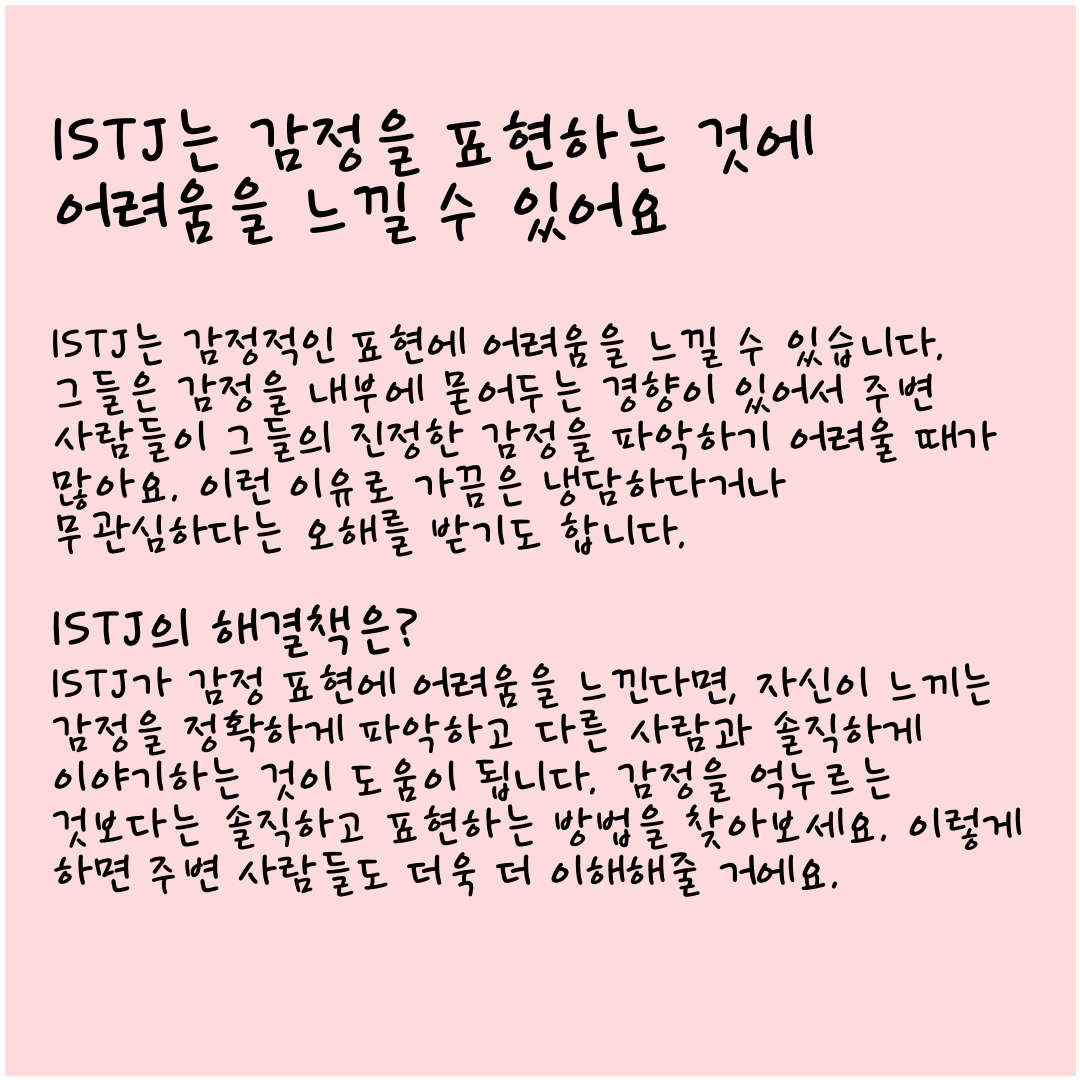 ISTJ는 감정을 표현하는 것에
어려움을 느낄 수 있어요
ISTJ는 감정적인 표현에 어려움을 느낄 수 있습니다.
그들은 감정을 내부에 묻어두는 경향이 있어서 주변
사람들이 그들의 진정한 감정을 파악하기 어려울 때가
많아요. 이런 이유로 가끔은 냉담하다거나
무관심하다는 오해를 받기도 합니다.
ISTJ의 해결책은?
ISTJ가 감정 표현에 어려움을 느낀다면, 자신이 느끼는
감정을 정확하게 파악하고 다른 사람과 솔직하게
이야기하는 것이 도움이 됩니다. 감정을 억누르는
것보다는 솔직하고 표현하는 방법을 찾아보세요. 이렇게
하면 주변 사람들도 더욱 더 이해해줄 거에요.